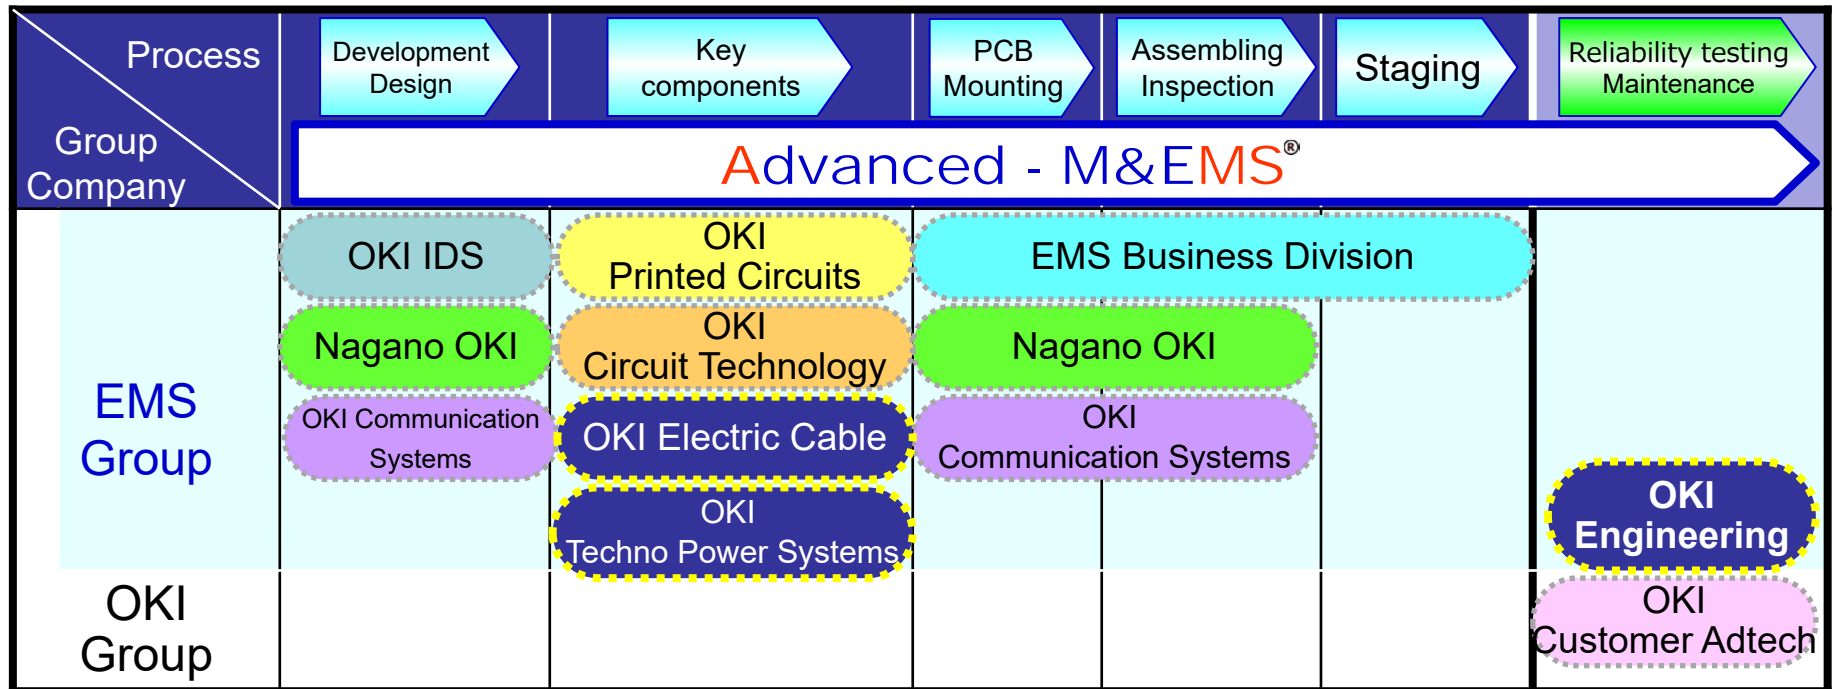 Process
Group
Company
Development
Design
Key
components
PCB
Mounting
Assembling
Inspection
Staging
Reliability testing
Maintenance
Advanced - M&EMS®
EMS
Group
OKI IDS
OKI
Printed Circuits
EMS Business Division
Nagano OKI
OKI
Circuit Technology
Nagano OKI
OKI Communication
Systems
OKI Electric Cable
OKI
Communication Systems
OKI
Techno Power Systems
OKI
Engineering
OKI
Group
OKI
Customer Adtech